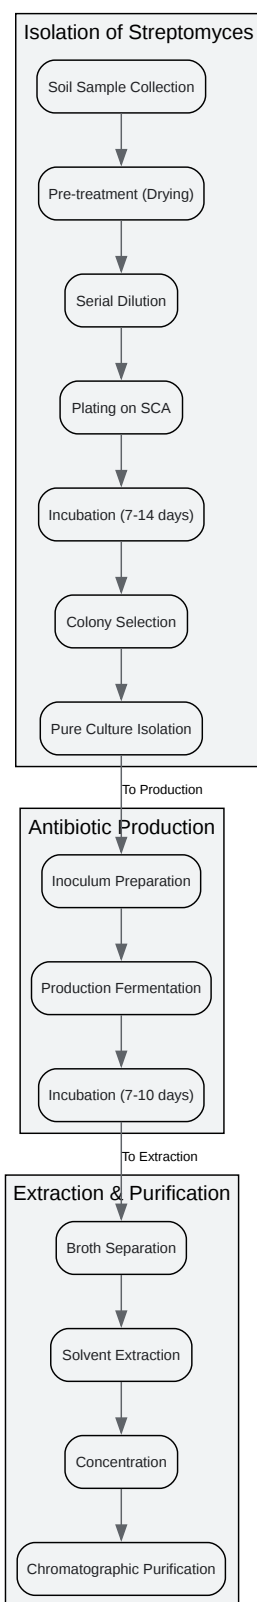 Isolation of Streptomyces
Soil Sample Collection
Pre-treatment (Drying)
Serial Dilution
Plating on SCA
Incubation (7-14 days)
Colony Selection
Pure Culture Isolation
To Production
Antibiotic Production
Inoculum Preparation
Production Fermentation
Incubation (7-10 days)
To Extraction
Extraction & Purification
Broth Separation
Solvent Extraction
Concentration
Chromatographic Purification